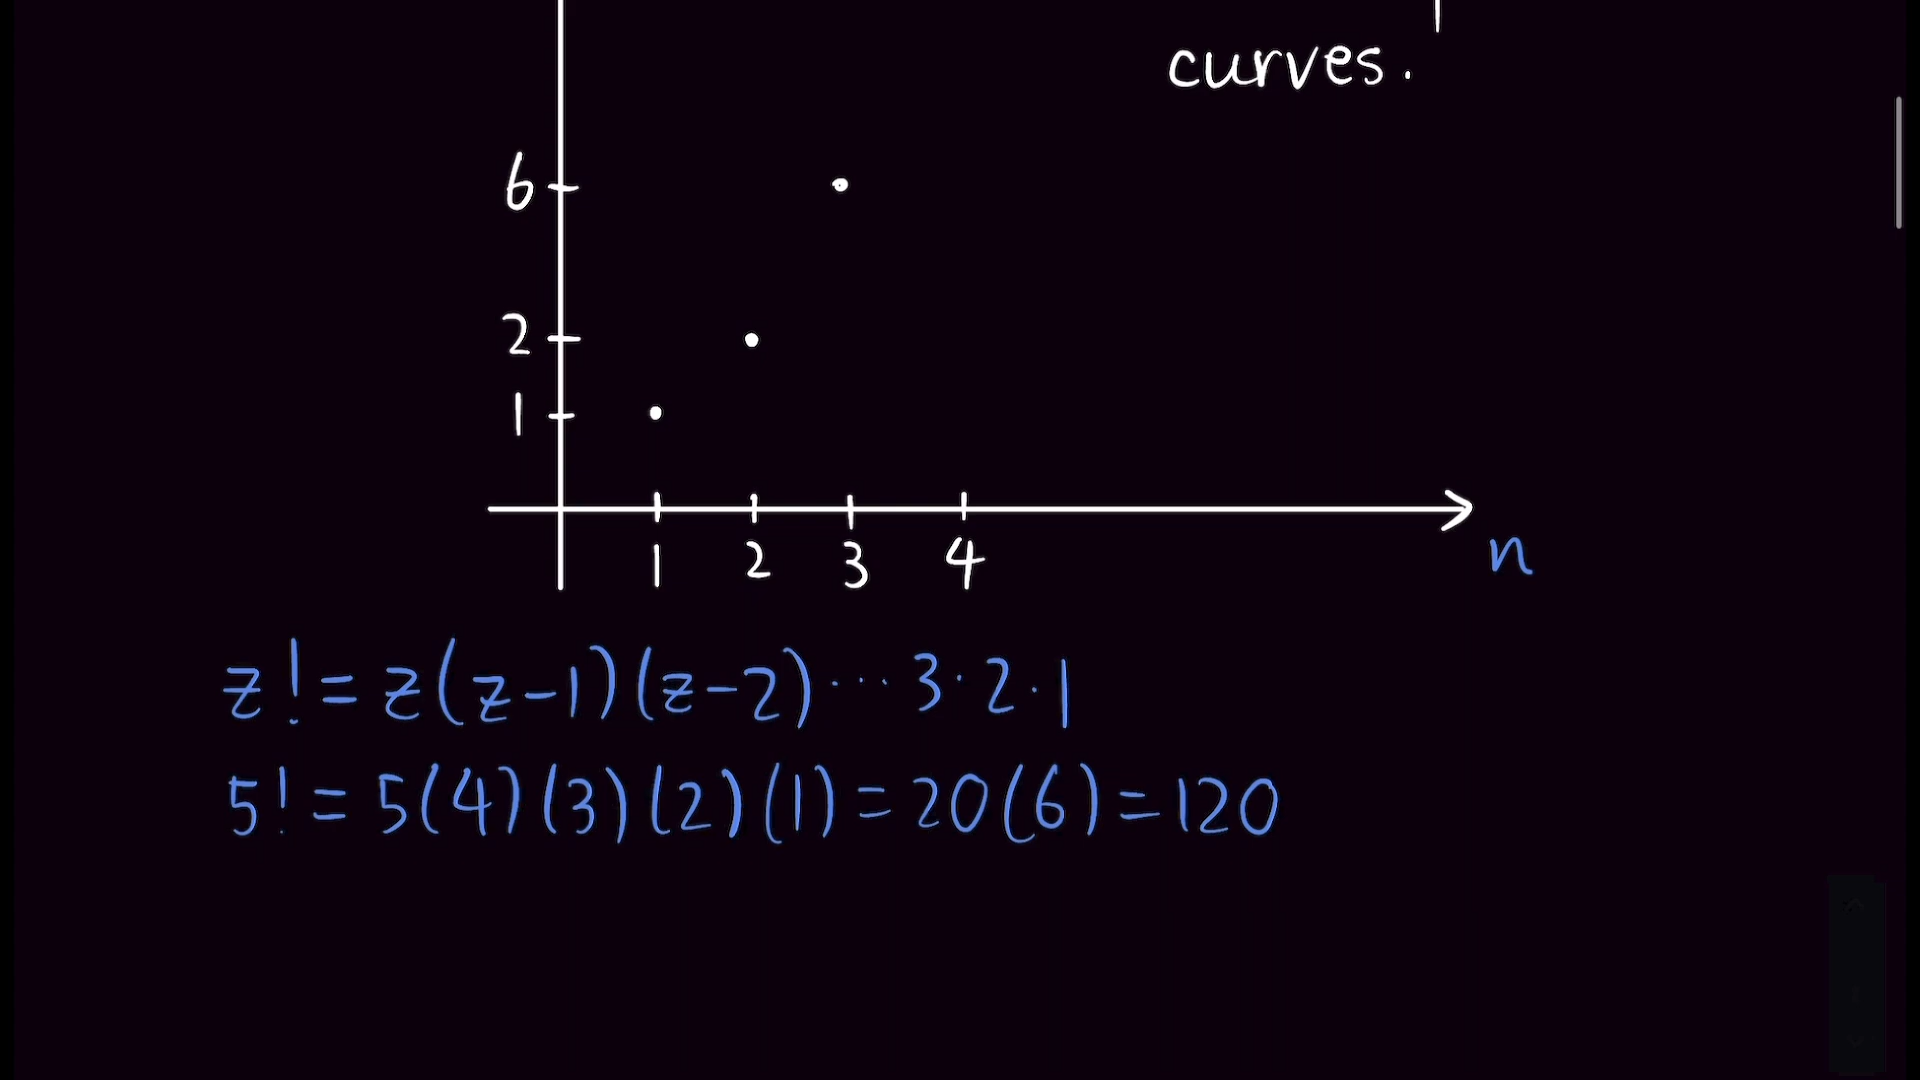 curves.
6
2
1
1 2 3 4
n
z! = z(z-1)(z-2)···3·2·1
5! = 5(4)(3)(2)(1) = 20(6) = 120